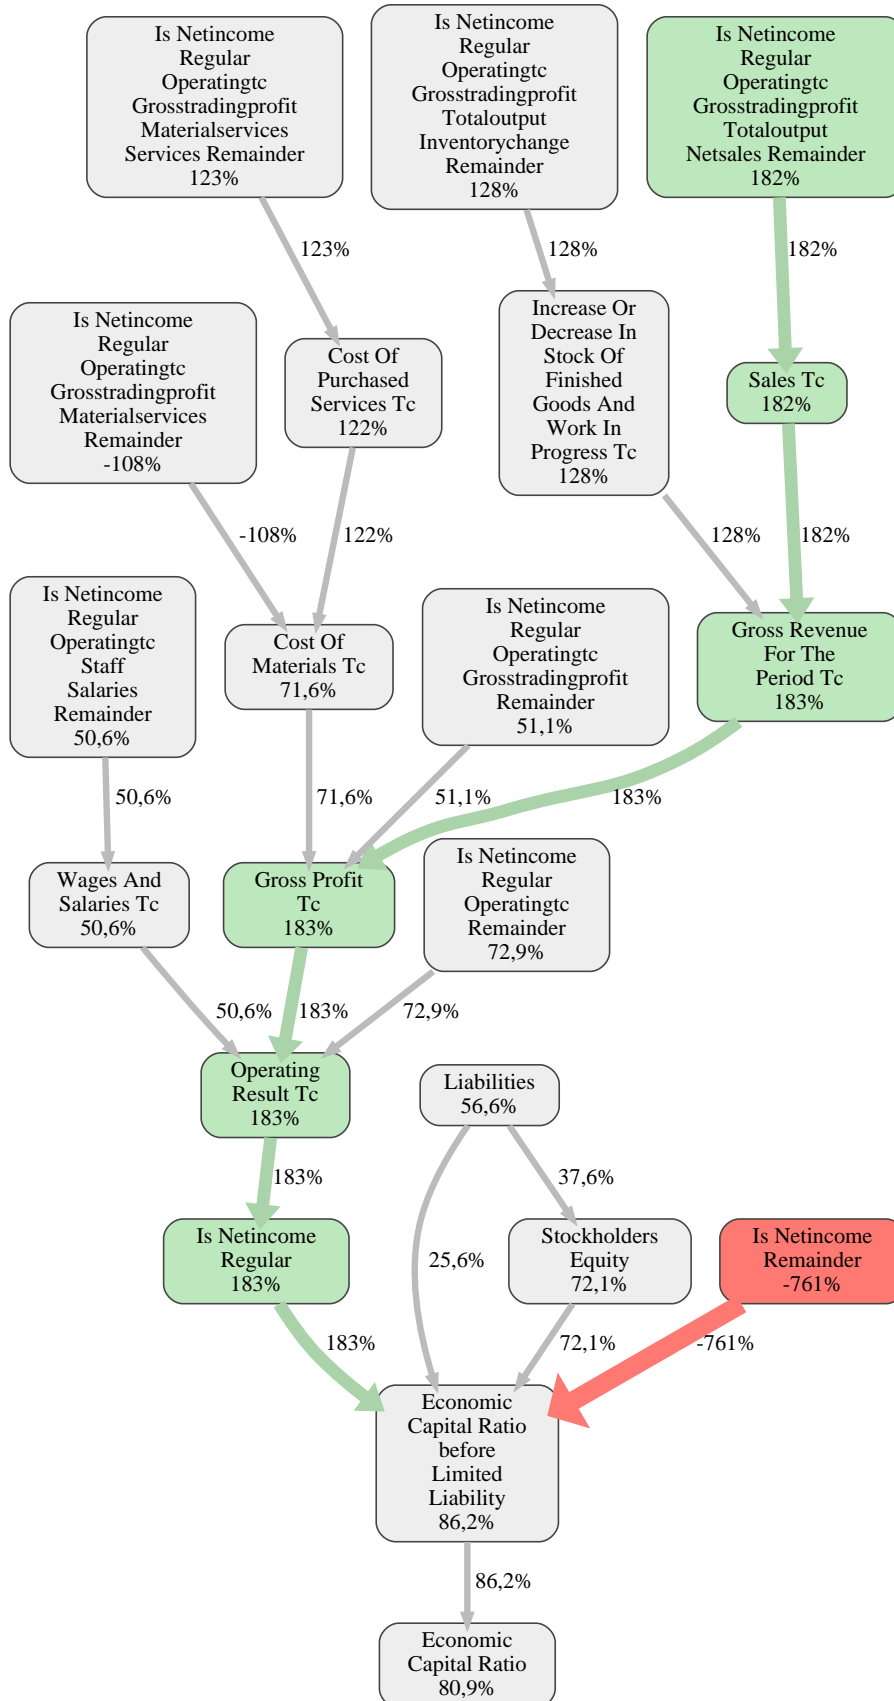 Is Netincome
Regular
Operatingtc
Grosstradingprofit
Materialservices
Services Remainder
123%
Is Netincome
Regular
Operatingtc
Grosstradingprofit
Totaloutput
Inventorychange
Remainder
128%
Is Netincome
Regular
Operatingtc
Grosstradingprofit
Totaloutput
Netsales Remainder
182%
123%
128%
182%
Is Netincome
Regular
Operatingtc
Grosstradingprofit
Materialservices
Remainder
-108%
Cost Of
Purchased
Services Tc
122%
Increase Or
Decrease In
Stock Of
Finished
Goods And
Work In
Progress Tc
128%
Sales Tc
182%
-108%
122%
128%
182%
Is Netincome
Regular
Operatingtc
Staff
Salaries
Remainder
50,6%
Cost Of
Materials Tc
71,6%
Is Netincome
Regular
Operatingtc
Grosstradingprofit
Remainder
51,1%
Gross Revenue
For The
Period Tc
183%
50,6%
71,6%
51,1%
183%
Wages And
Salaries Tc
50,6%
Gross Profit
Tc
183%
Is Netincome
Regular
Operatingtc
Remainder
72,9%
50,6%
183%
72,9%
Operating
Result Tc
183%
Liabilities
56,6%
183%
37,6%
Is Netincome
Regular
183%
25,6%
Stockholders
Equity
72,1%
Is Netincome
Remainder
-761%
183%
72,1%
-761%
Economic
Capital Ratio
before
Limited
Liability
86,2%
86,2%
Economic
Capital Ratio
80,9%